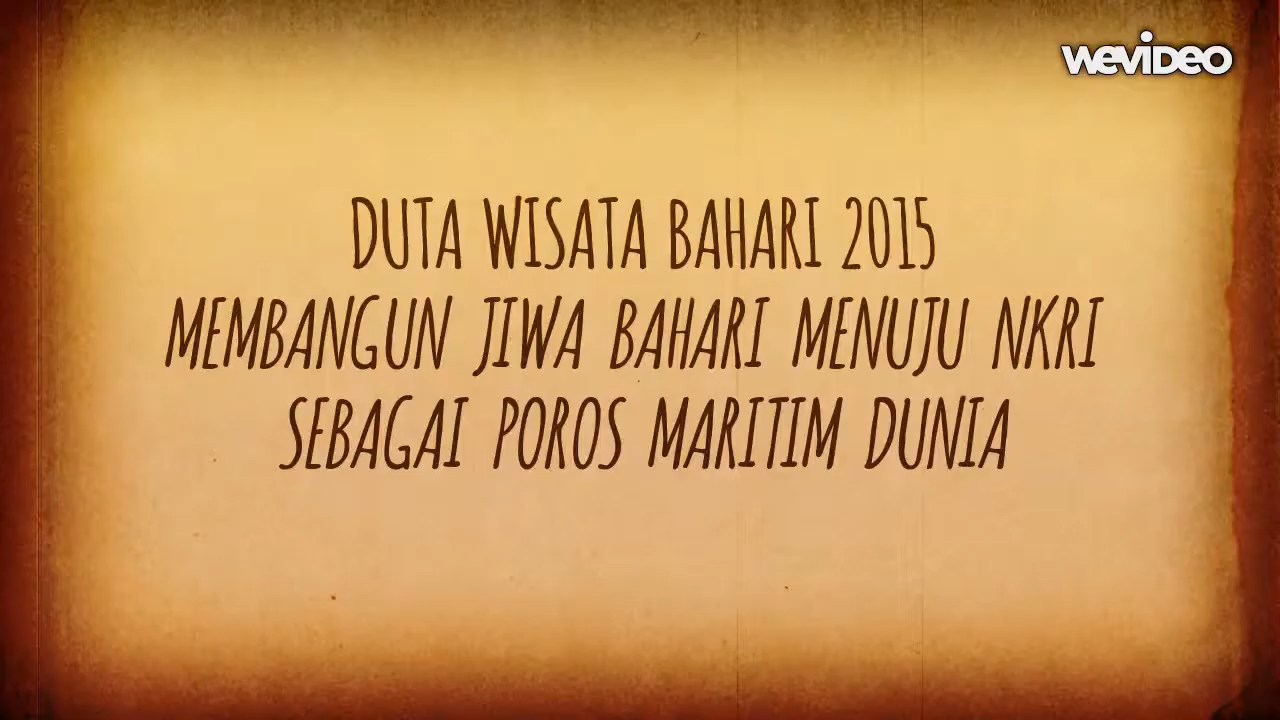 WeVideo
DUTA WISATA BAHARI 2015
MEMBANGUN JIWA BAHARI MENUJU NKRI
SEBAGAI POROS MARITIM DUNIA